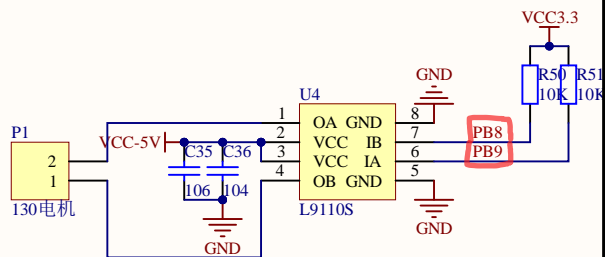 VCC3.3
GND
R50
R51
10K
10K
U4
1
OA
GND
8
PB8
P1
VCC-5V
2
VCC
IB
7
PB9
C35
C36
3
VCC
IA
6
2
1
4
OB
GND
5
106
104
130电机
L9110S
GND
GND